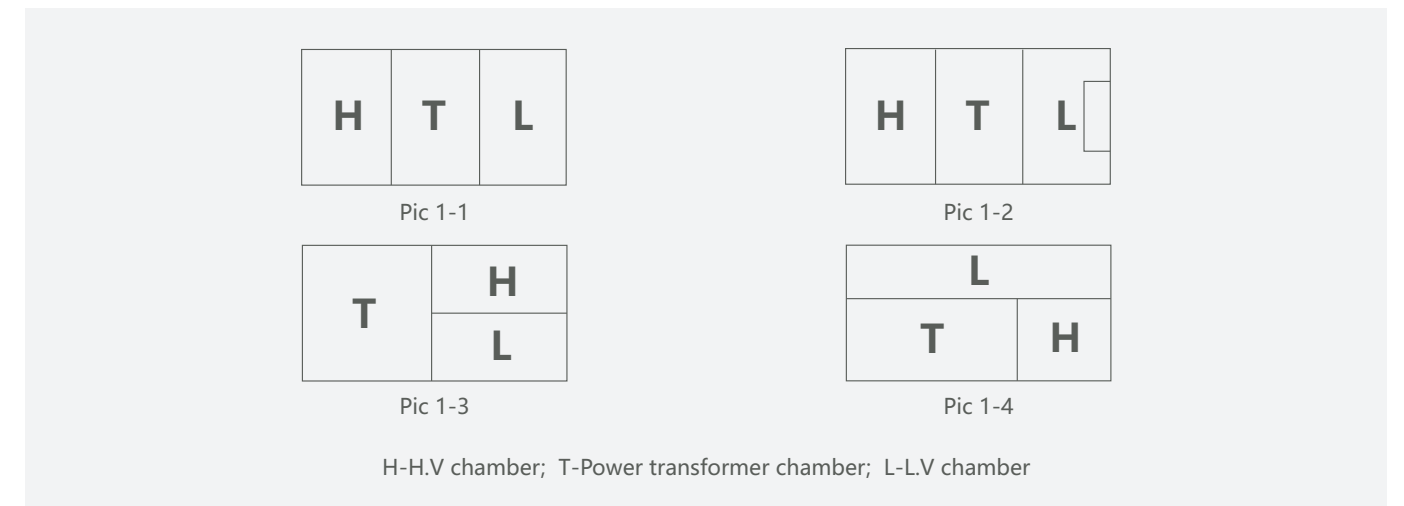 H T L
H T L
Pic 1-1
Pic 1-2
T
H
L
L
T H
Pic 1-3
Pic 1-4
H-H.V chamber; T-Power transformer chamber; L-L.V chamber